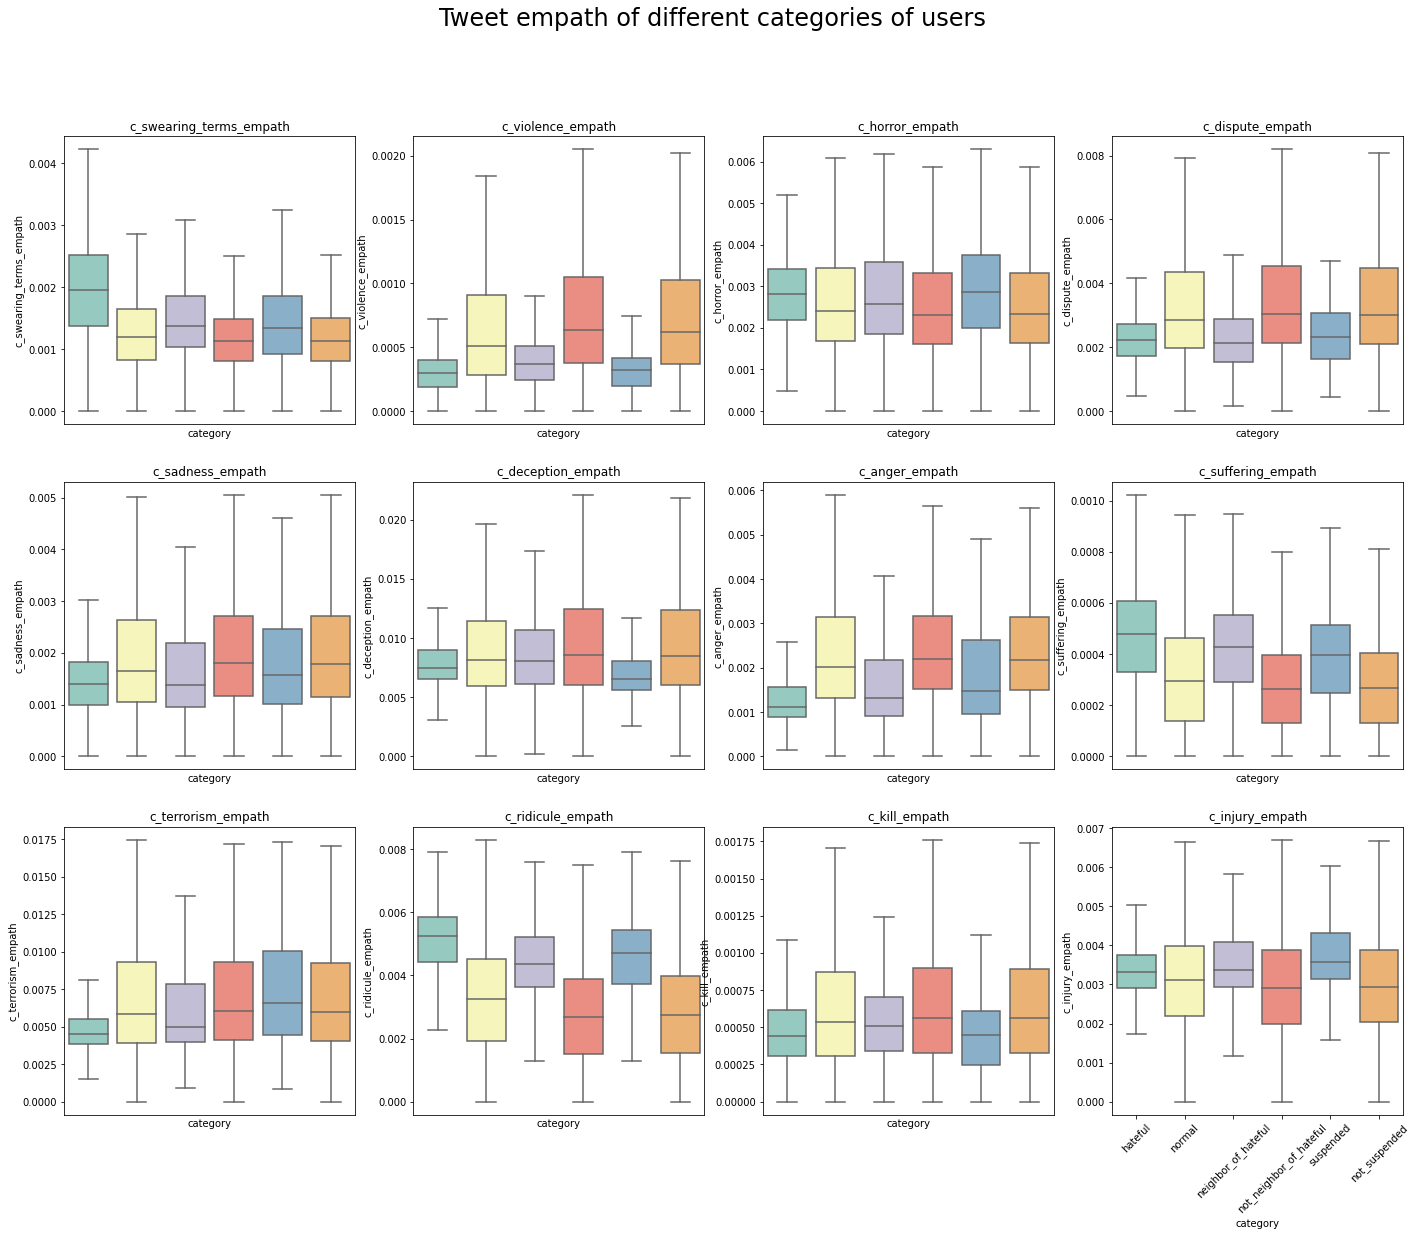 Tweet empath of different categories of users
c_swearing_terms_empath
c_swearing_terms_empath
0.004
0.003
0.002
0.001
0.000
category
c_violence_empath
c_violence_empath
0.0020
0.0015
0.0010
0.0005
0.0000
category
c_horror_empath
c_horror_empath
0.006
0.005
0.004
0.003
0.002
0.001
0.000
category
c_dispute_empath
c_dispute_empath
0.008
0.006
0.004
0.002
0.000
category
c_sadness_empath
c_sadness_empath
0.005
0.004
0.003
0.002
0.001
0.000
category
c_deception_empath
c_deception_empath
0.020
0.015
0.010
0.005
0.000
category
c_anger_empath
c_anger_empath
0.006
0.005
0.004
0.003
0.002
0.001
0.000
category
c_suffering_empath
c_suffering_empath
0.0010
0.0008
0.0006
0.0004
0.0002
0.0000
category
c_terrorism_empath
c_terrorism_empath
0.0175
0.0150
0.0125
0.0100
0.0075
0.0050
0.0025
0.0000
category
c_ridicule_empath
c_ridicule_empath
0.008
0.006
0.004
0.002
0.000
category
c_kill_empath
c_kill_empath
0.00175
0.00150
0.00125
0.00100
0.00075
0.00050
0.00025
0.00000
category
c_injury_empath
c_injury_empath
0.007
0.006
0.005
0.004
0.003
0.002
0.001
0.000
hateful
normal
neighbor_of_hateful
not_neighbor_of_hateful
suspended
not_suspended
category